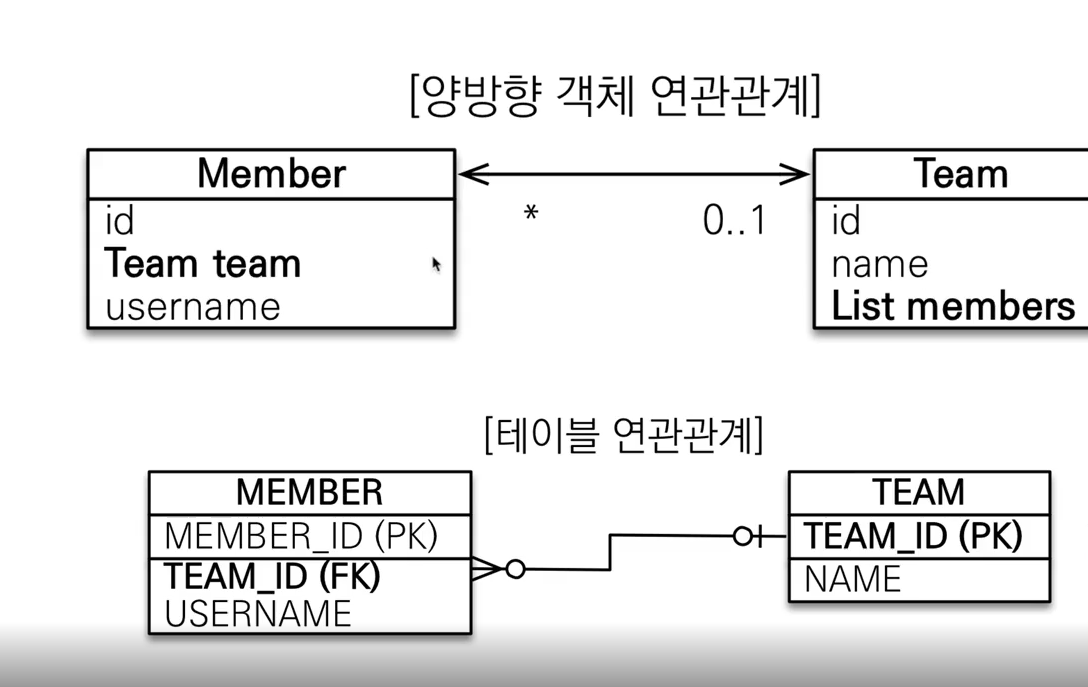 [양방향 객체 연관관계]
Member
id
Team team
username
*
0..1
Team
id
name
List members
[테이블 연관관계]
MEMBER
MEMBER_ID (PK)
TEAM_ID (FK)
USERNAME
TEAM
TEAM_ID (PK)
NAME